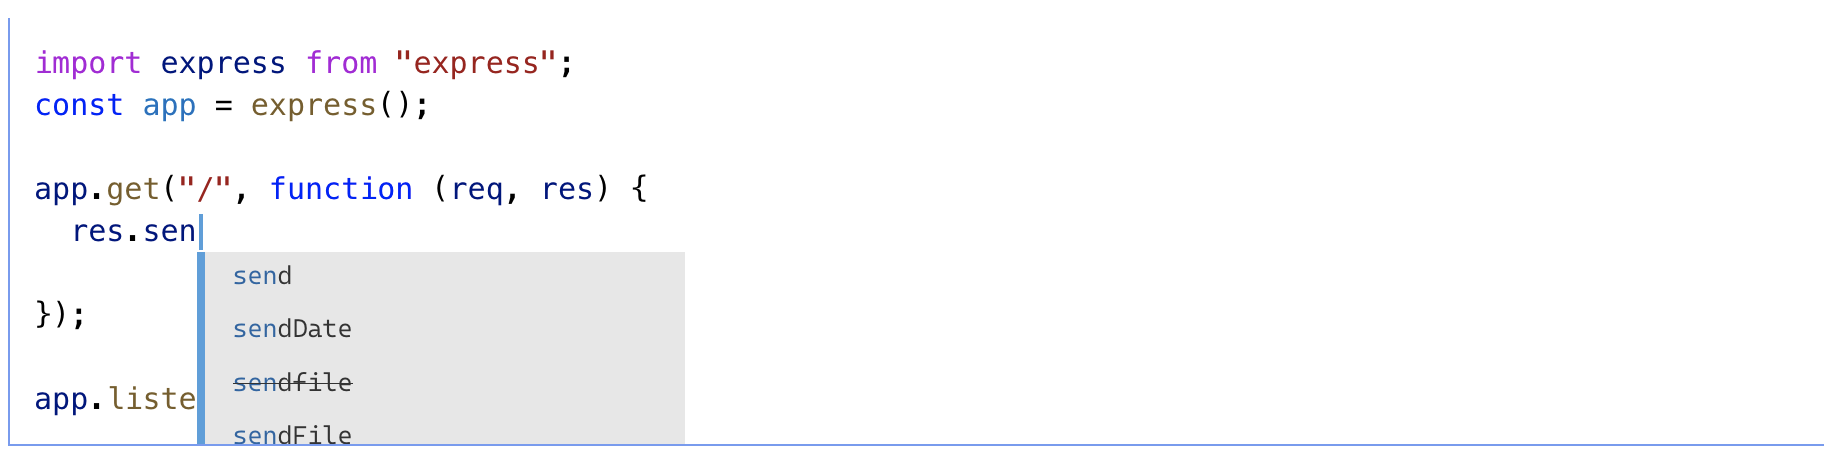 import express from "express";
const app = express();
app.get("/", function (req, res) {
  res.sen
send
sendDate
});
sendfile
app.liste
sendFile